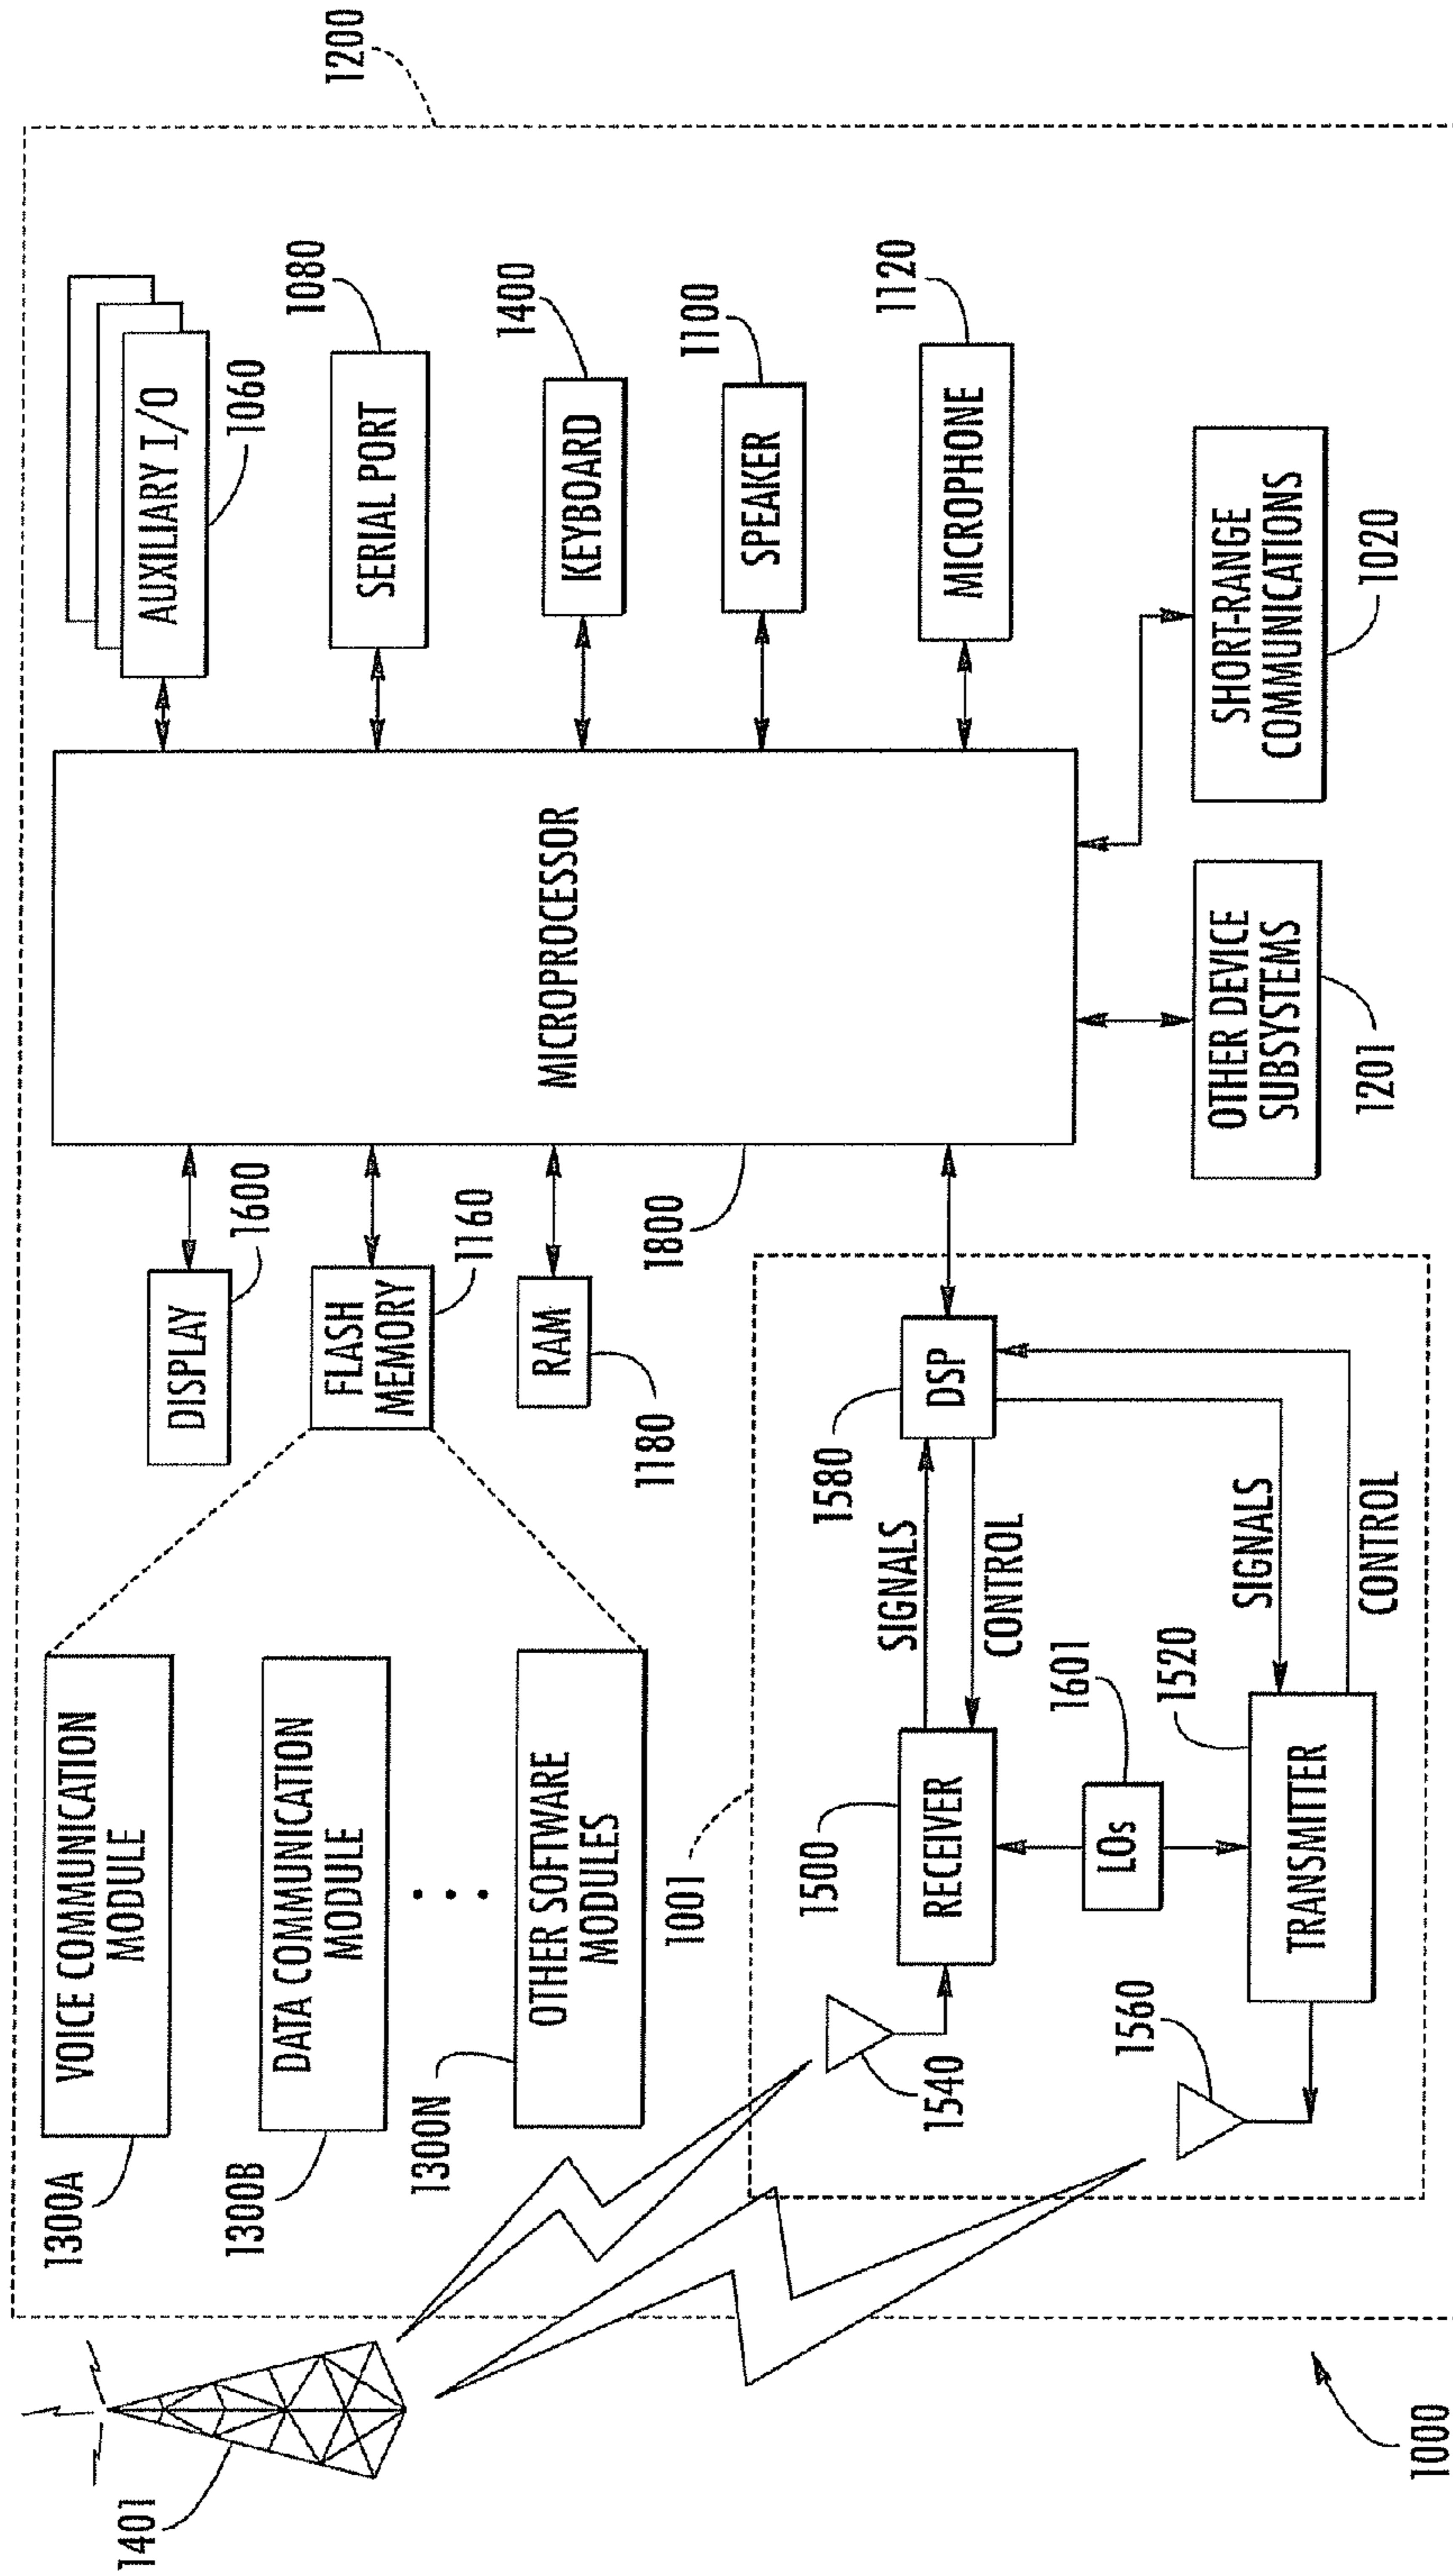 1200
VOICE COMMUNICATION
MODULE
1300A
DATA COMMUNICATION
MODULE
1300B
OTHER SOFTWARE
MODULES
1300N
DISPLAY
1600
FLASH
MEMORY
1160
RAM
1180
MICROPROCESSOR
1800
AUXILIARY I/O
1060
SERIAL PORT
1080
KEYBOARD
1400
SPEAKER
1100
MICROPHONE
1120
SHORT-RANGE
COMMUNICATIONS
1020
OTHER DEVICE
SUBSYSTEMS
1201
1401
1001
1540
RECEIVER
1500
SIGNALS
CONTROL
DSP
1580
LOs
1601
1560
TRANSMITTER
1520
SIGNALS
CONTROL
1000